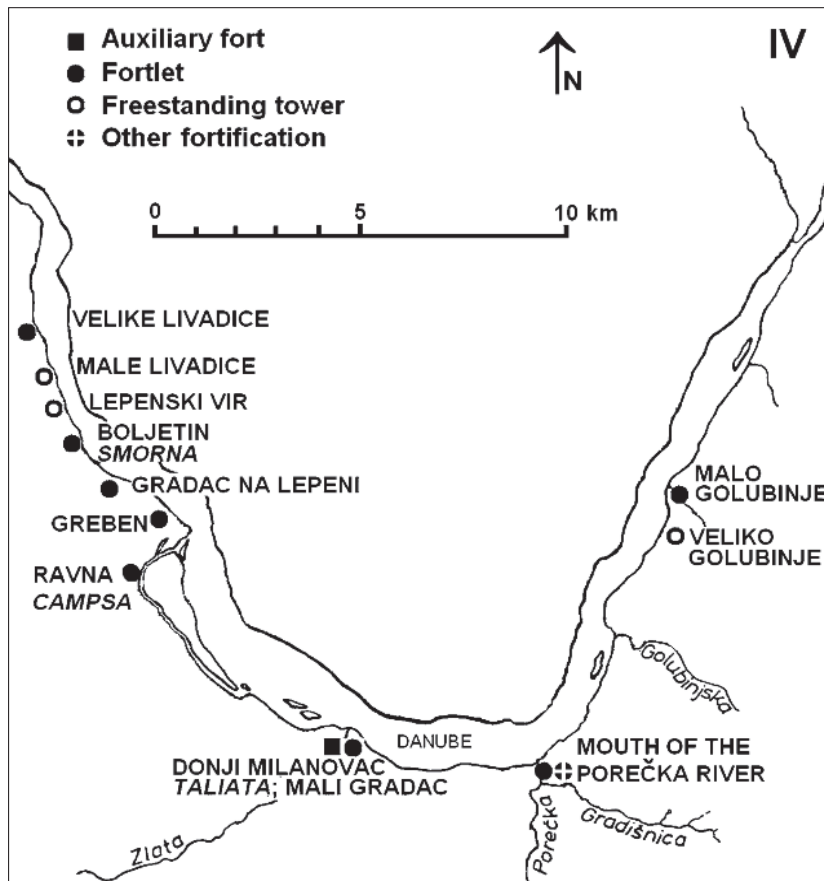 IV
Auxiliary fort
Fortlet
Freestanding tower
Other fortification
N
0 5 10 km
VELIKE LIVADICE
MALE LIVADICE
LEPENSKI VIR
BOLJETIN
SMORNA
GRADAC NA LEPENI
GREBEN
RAVNA
CAMPSA
MALO
GOLUBINJE
VELIKO
GOLUBINJE
Golubinjska
DANUBE
DONJI MILANOVAC
TALIATA; MALI GRADAC
MOUTH OF THE
POREČKA RIVER
Zlata
Porečka
Gradišnica